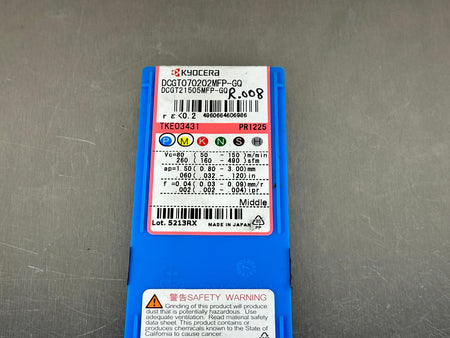 KYOCERA
DCGT070202MFP-GQ
DCGT21505MFP-GQ R.008
r ε<0.2 4960664606986
TKE03431 PR1225
P M K N S H
Vc=80 ( 50 - 150) m/min
260 (160 - 490) sfm
ap=1.50 (0.80 - 3.00) mm
.060 (.032 - .120) in
f =0.04 (0.03 - 0.09) mm/r
.002 (.002 - .004) ipr
Middle
Lot. 5213RX MADE IN JAPAN PP
警告SAFETY WARNING
Grinding of this product will produce
dust that is potentially hazardous. Use
adequate ventilation. Read material safety
data sheet. This product contains or
produces chemicals known to the State of
California to cause cancer.